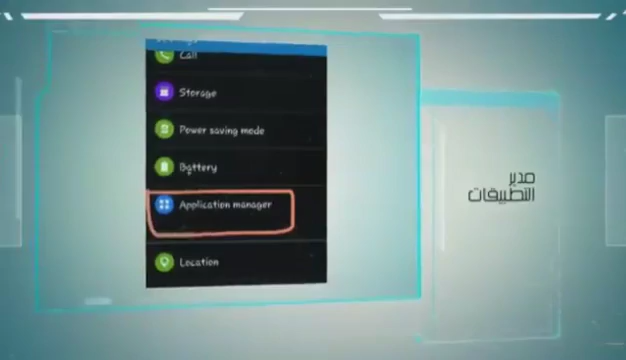 Call
Storage
Power saving mode
Battery
Application manager
Location
مدير
التطبيقات